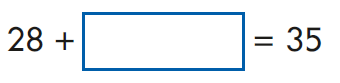 28 + = 35